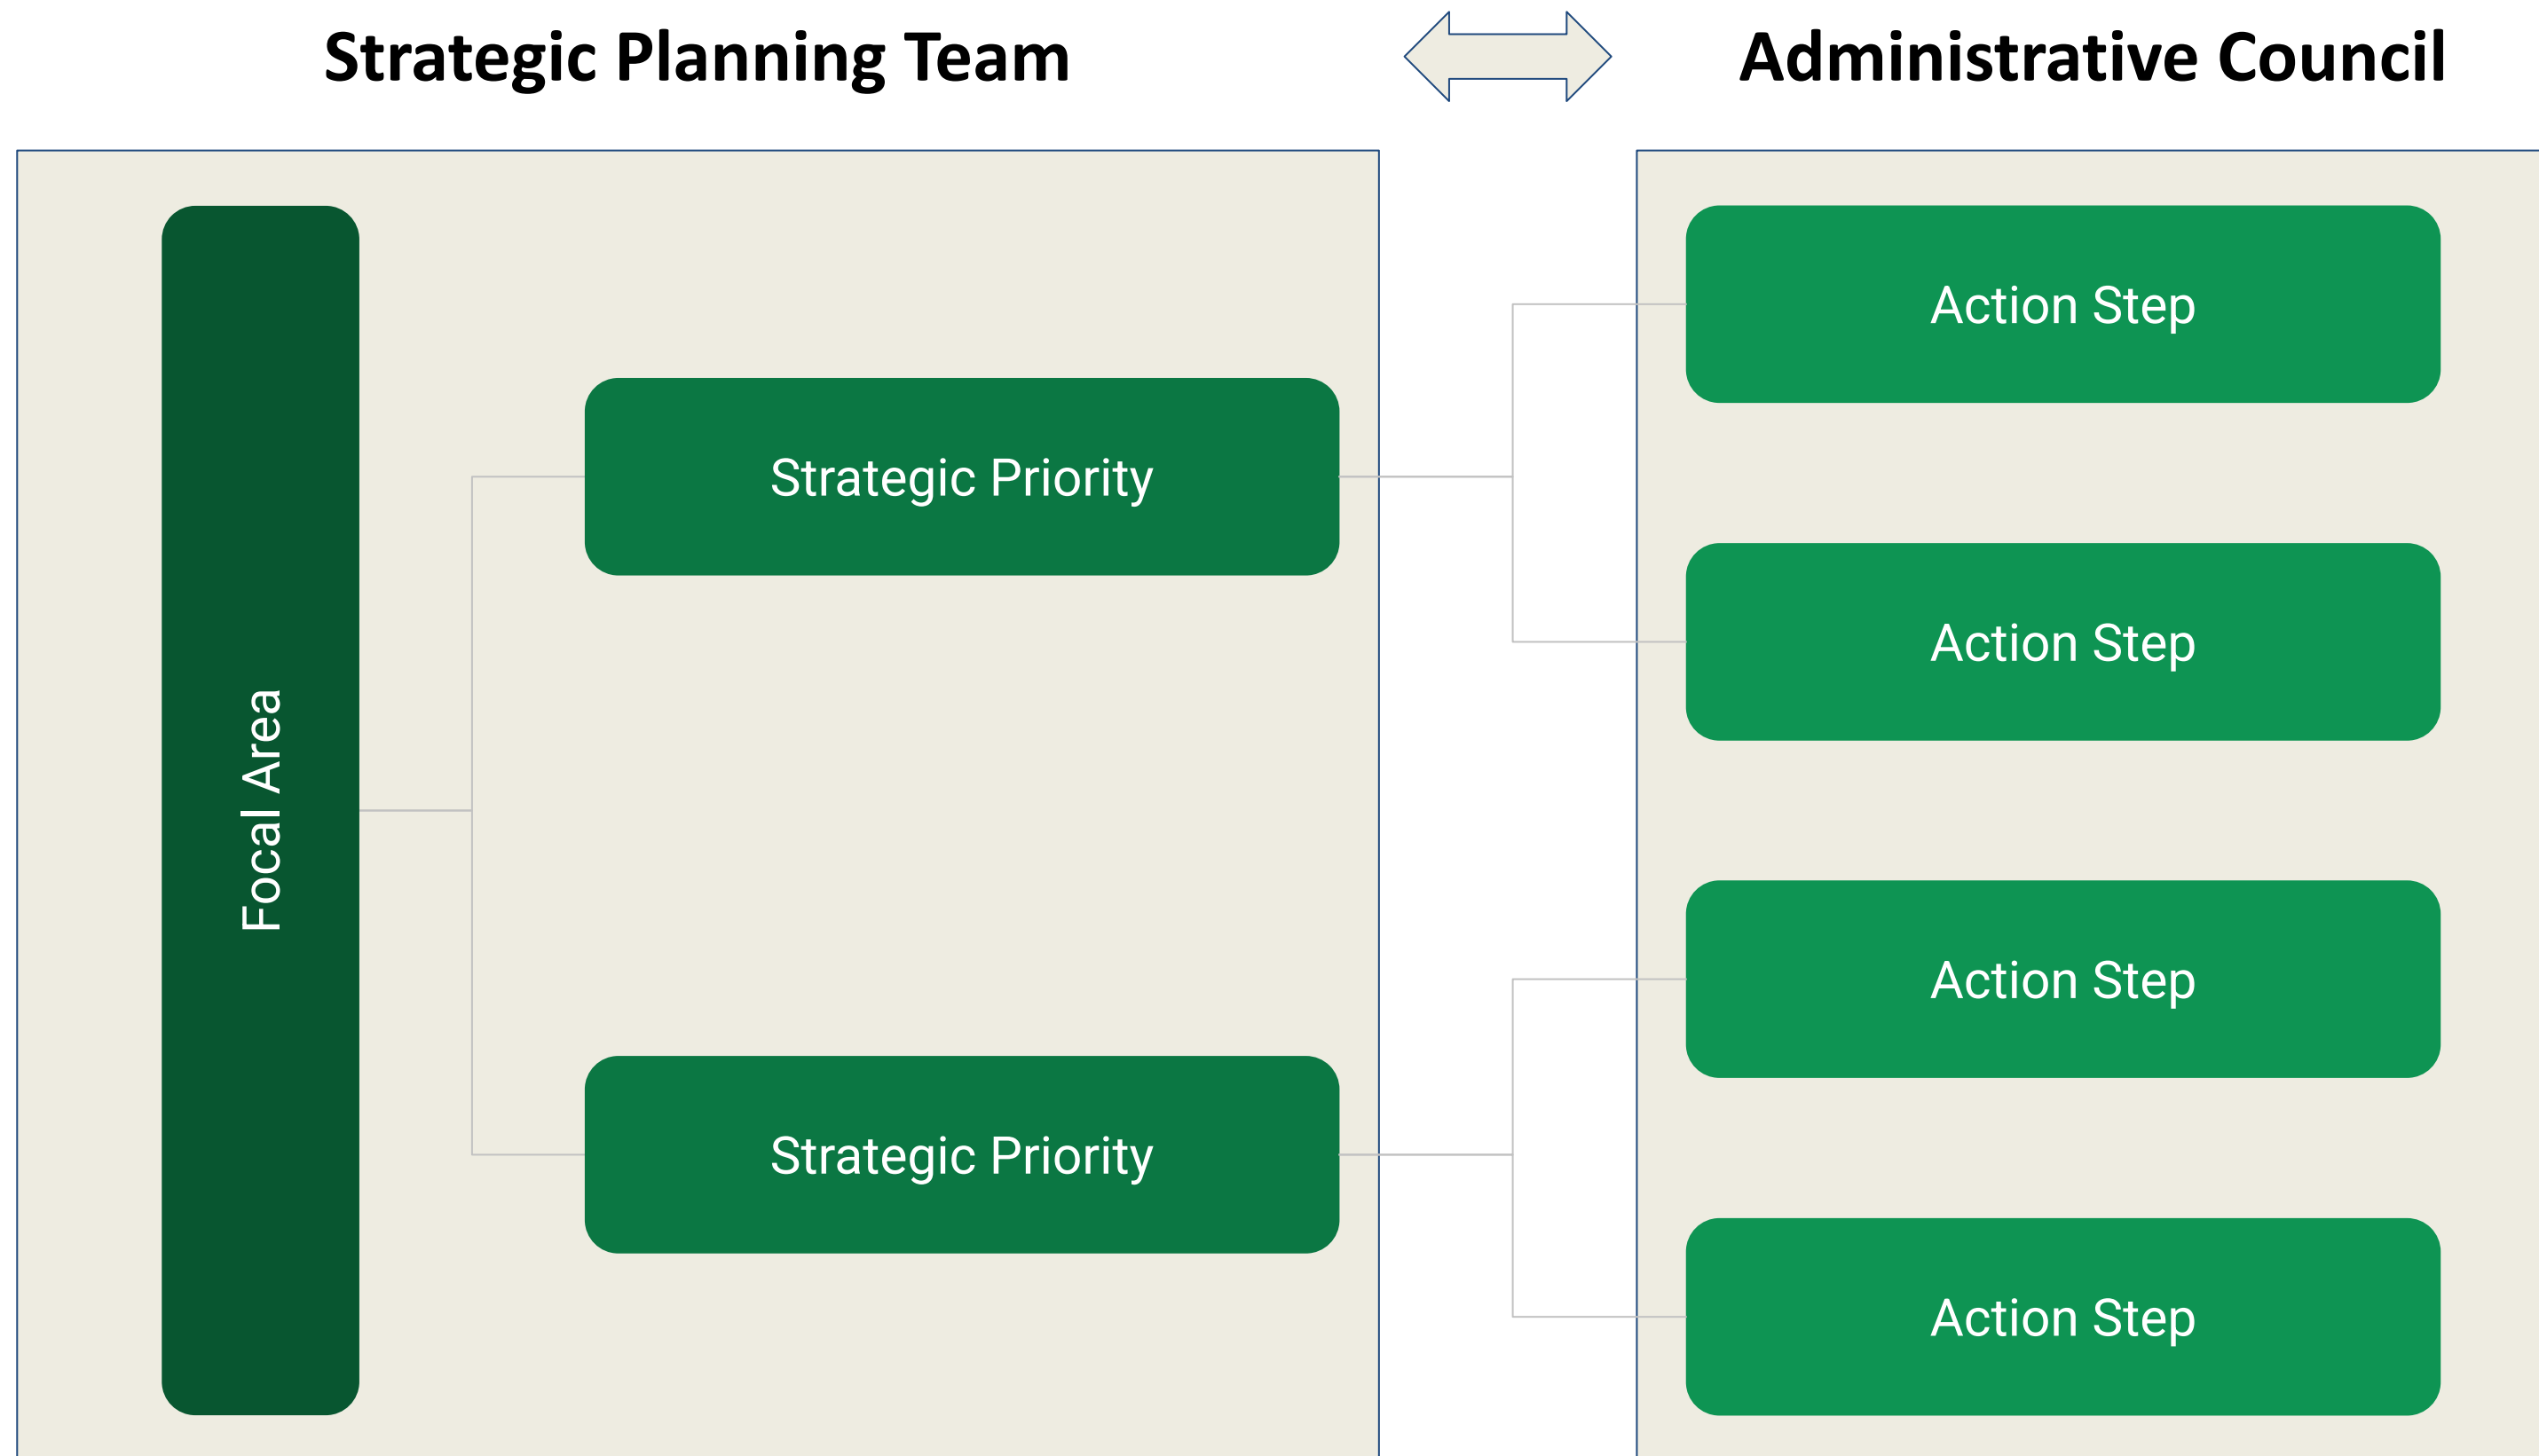 Strategic Planning Team
Administrative Council
Focal Area
Strategic Priority
Strategic Priority
Action Step
Action Step
Action Step
Action Step